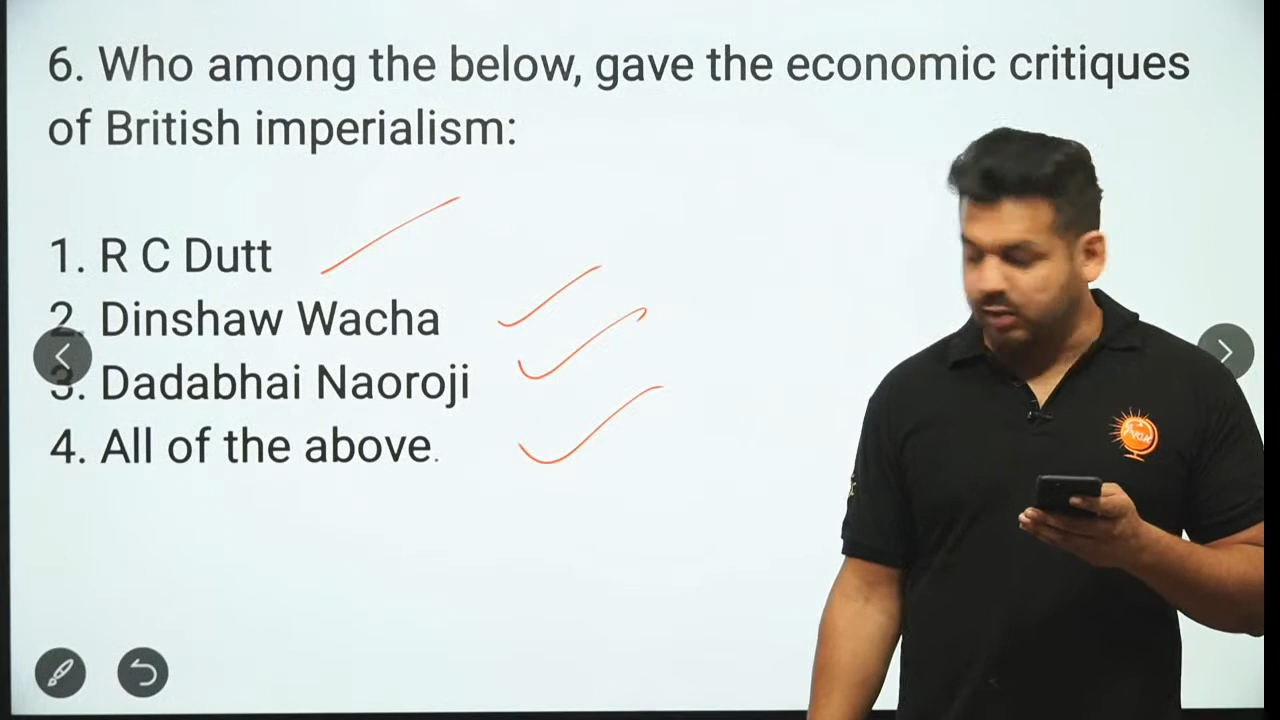 6. Who among the below, gave the economic critiques
of British imperialism:
1. R C Dutt
2. Dinshaw Wacha
3. Dadabhai Naoroji
4. All of the above.